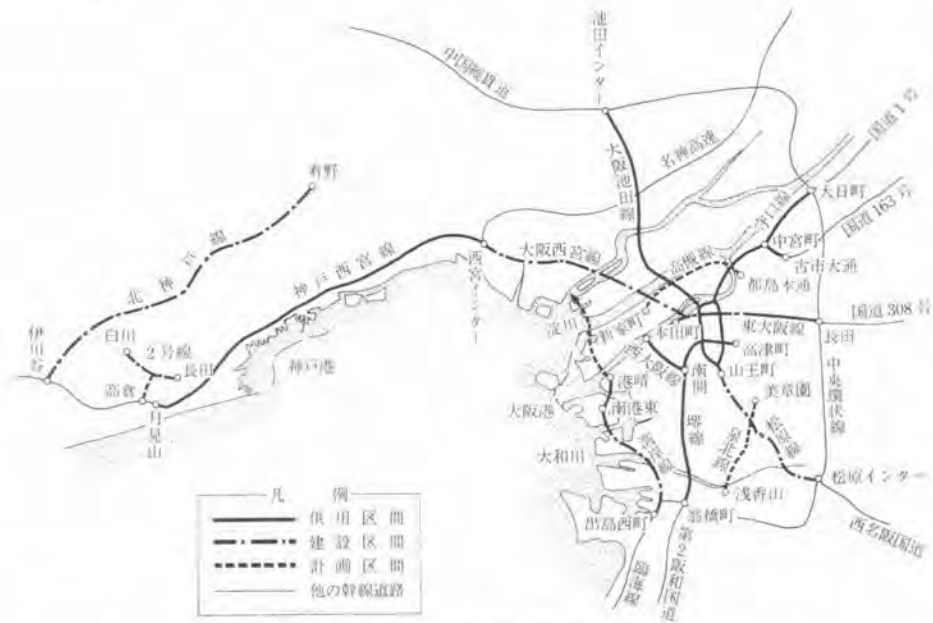 池田インター
中国縦貫道
名神高速
大阪池田線
国道1号
守口線
大日町
国道163号
中宮町
古市大通
都島本通
高槻線
有野
北神戸線
神戸西宮線
西宮インター
大阪西宮線
国道308号
東大阪線
長田
淀川
本田町
高津町
伊川谷
白川
2号線
長田
高倉
月見山
神戸港
西大阪線
南開
山王町
美章園
中央環状線
港晴
大阪港
南港東
堺線
泉北線
松原線
大和川
松原インター
浅香山
出島西町
翁橋町
西名阪国道
臨海線
第2阪和国道
凡例
供用区間
建設区間
計画区間
他の幹線道路